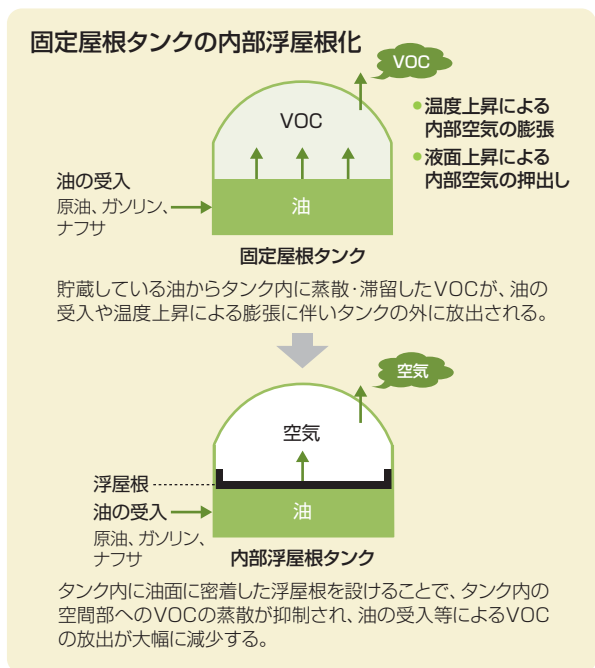 固定屋根タンクの内部浮屋根化
VOC
VOC
●温度上昇による
内部空気の膨張
●液面上昇による
内部空気の押出し
油の受入
原油、ガソリン、
ナフサ
油
固定屋根タンク
貯蔵している油からタンク内に蒸散・滞留したVOCが、油の
受入や温度上昇による膨張に伴いタンクの外に放出される。
空気
空気
浮屋根
油の受入
原油、ガソリン、
ナフサ
油
内部浮屋根タンク
タンク内に油面に密着した浮屋根を設けることで、タンク内の
空間部へのVOCの蒸散が抑制され、油の受入等によるVOC
の放出が大幅に減少する。